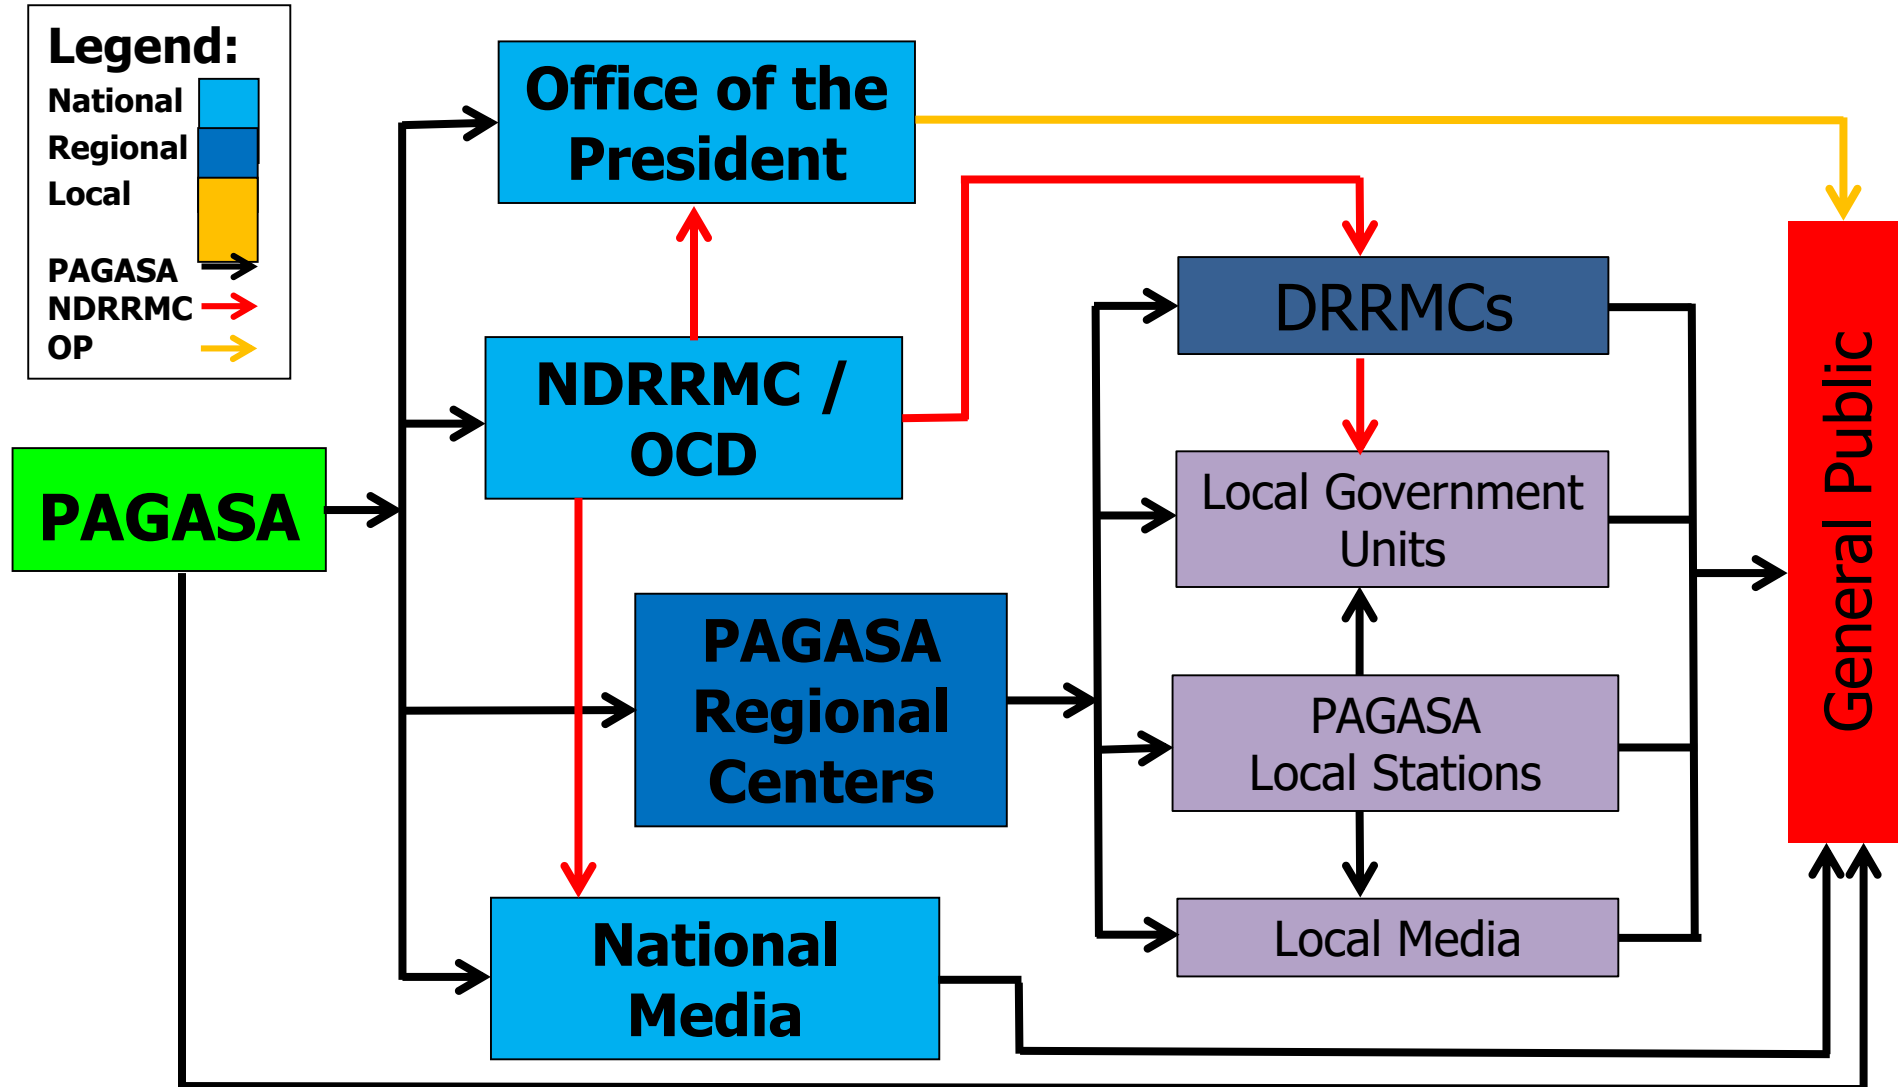 Legend:
National
Regional
Local
PAGASA
NDRRMC
OP
Office of the
President
NDRRMC /
OCD
PAGASA
PAGASA
Regional
Centers
National
Media
DRRMCs
Local Government
Units
PAGASA
Local Stations
Local Media
General Public